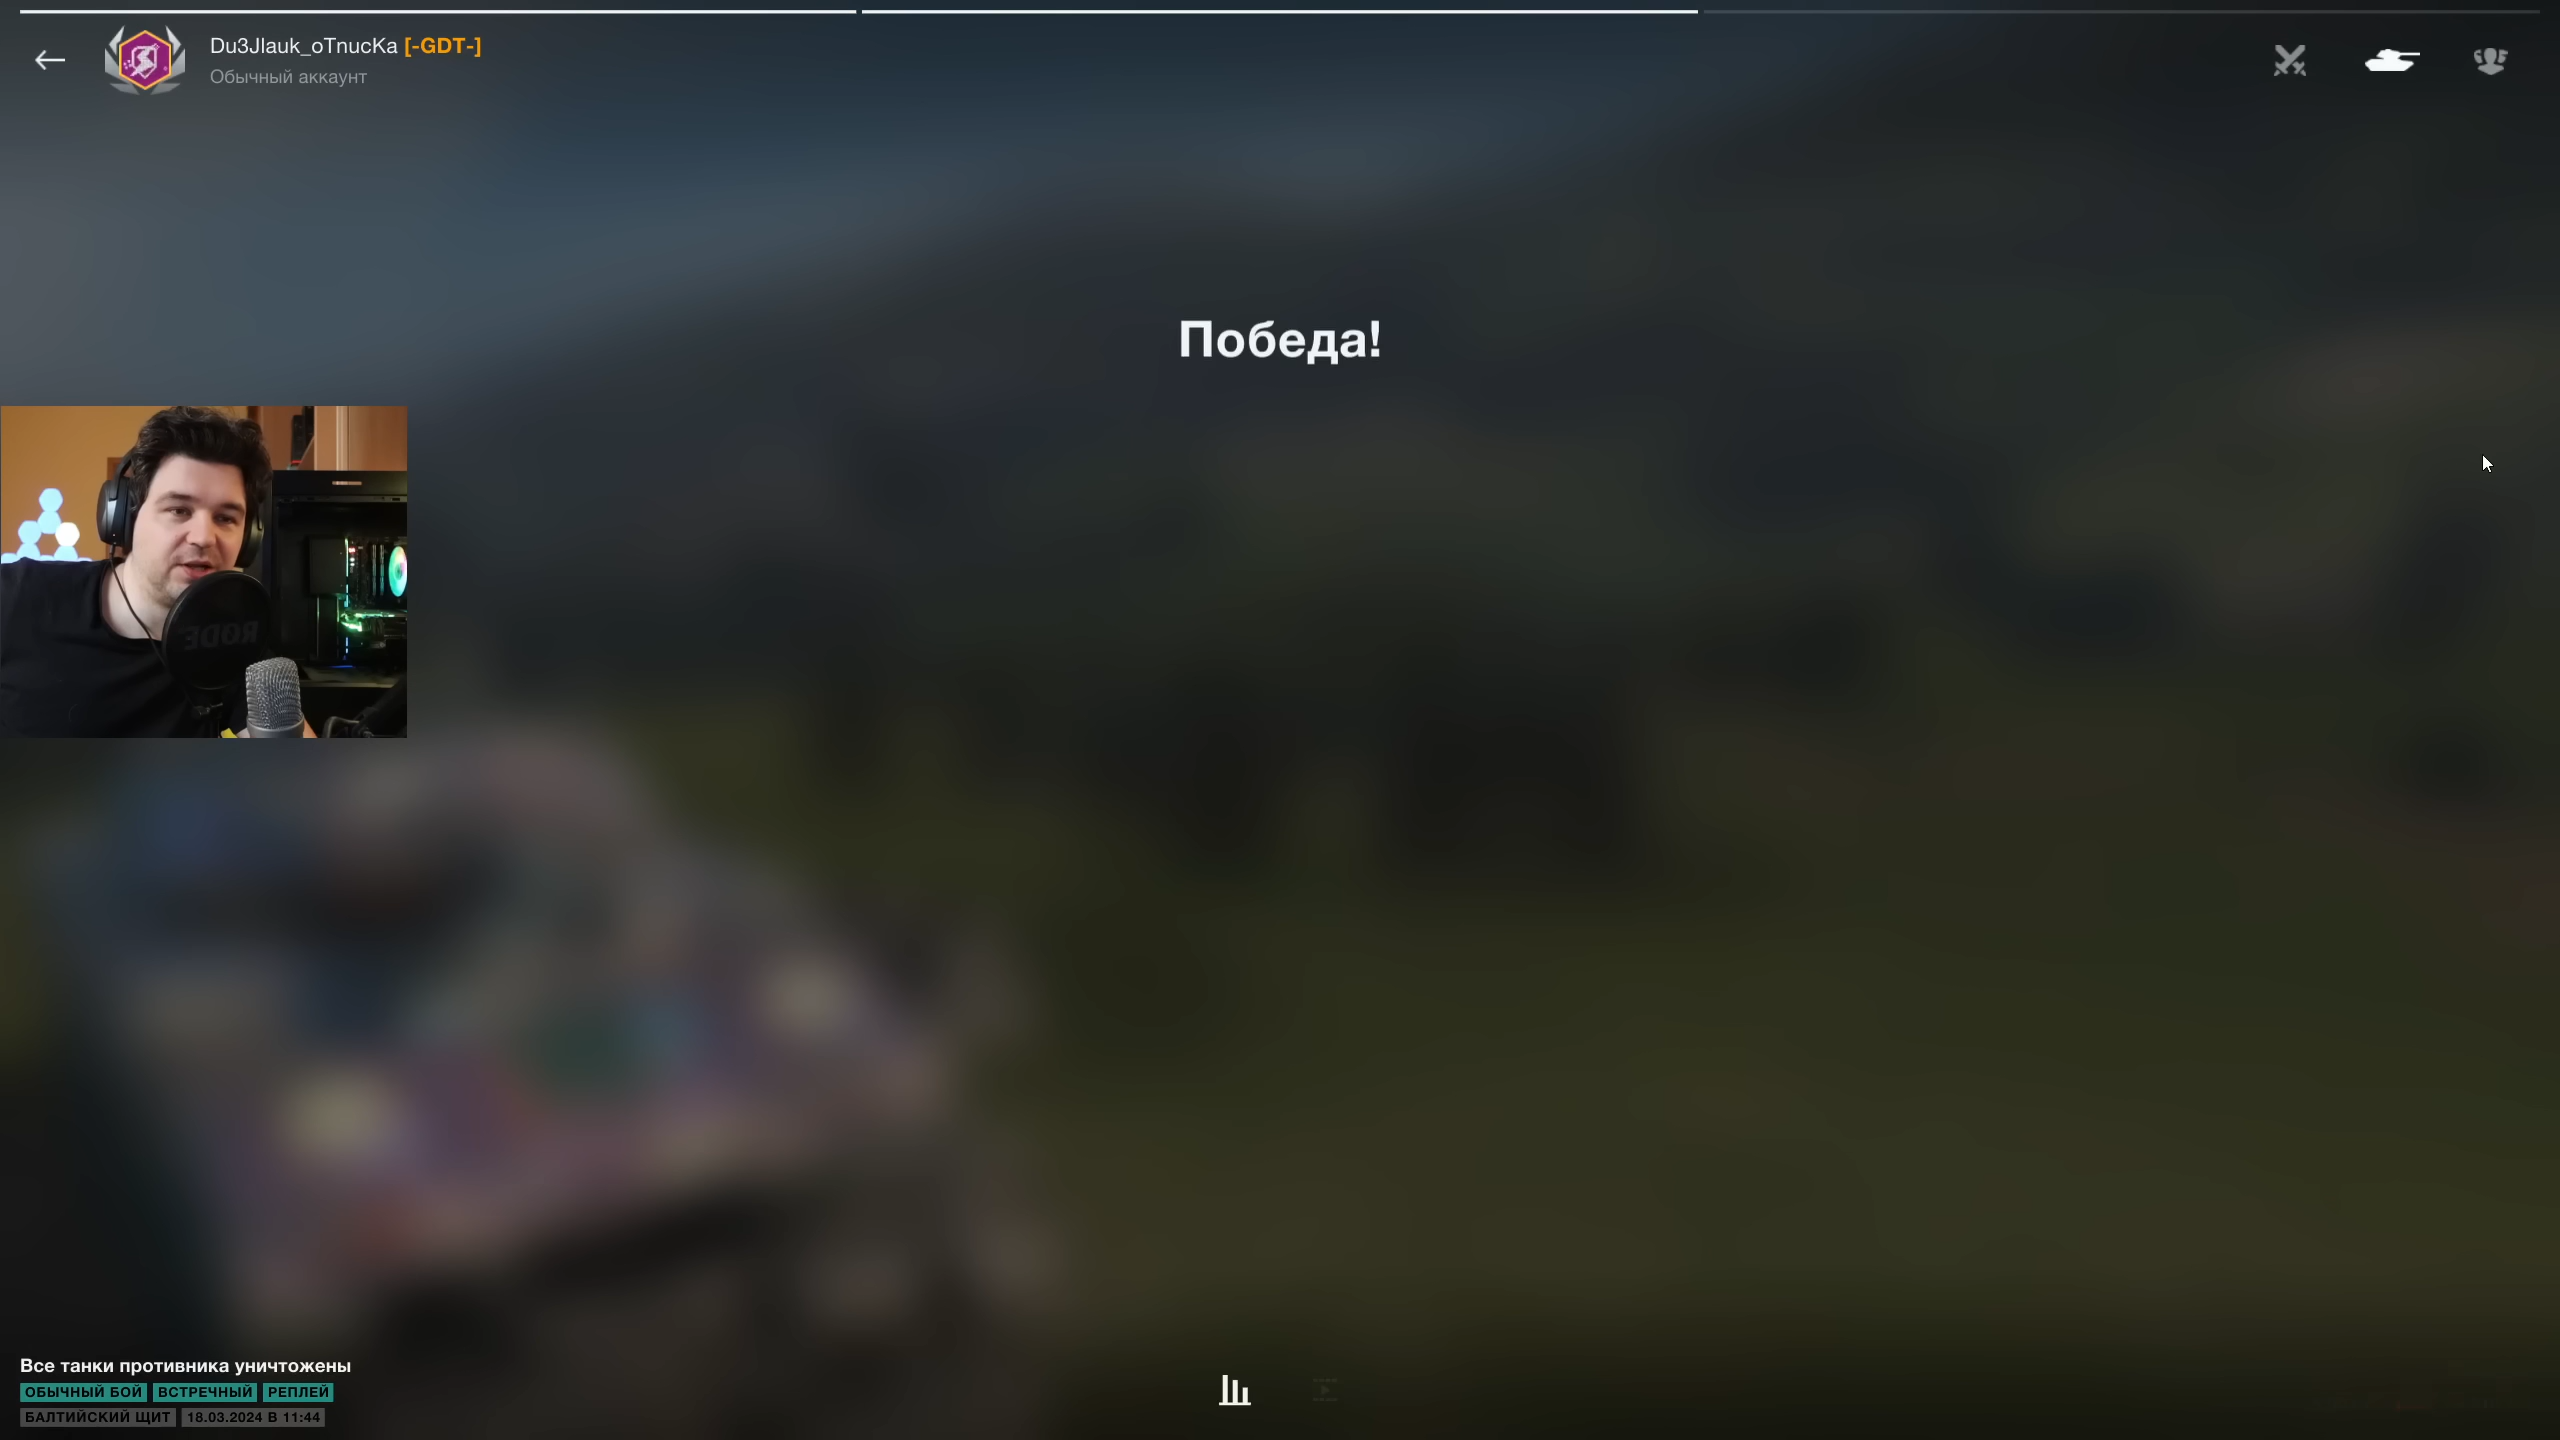 Du3Jlauk_oTnucKa [-GDT-]
Обычный аккаунт
Победа!
RODE
Все танки противника уничтожены
ОБЫЧНЫЙ БОЙ ВСТРЕЧНЫЙ РЕПЛЕЙ
БАЛТИЙСКИЙ ЩИТ 18.03.2024 В 11:44